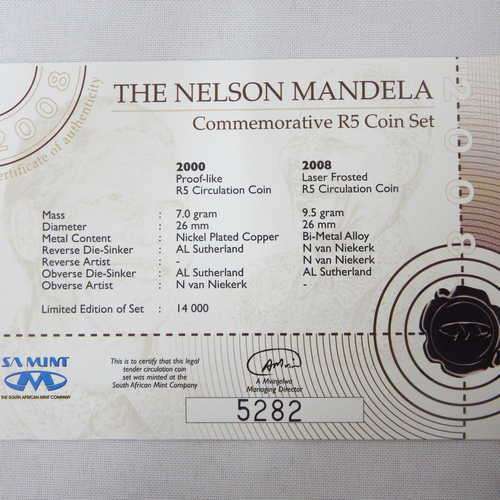 2008
certificate of authenticity
THE NELSON MANDELA
Commemorative R5 Coin Set
2008
2000 2008
Proof-like Laser Frosted
R5 Circulation Coin R5 Circulation Coin
Mass : 7.0 gram 9.5 gram
Diameter : 26 mm 26 mm
Metal Content : Nickel Plated Copper Bi-Metal Alloy
Reverse Die-Sinker : AL Sutherland N van Niekerk
Reverse Artist : - N van Niekerk
Obverse Die-Sinker : AL Sutherland AL Sutherland
Obverse Artist : N van Niekerk -
Limited Edition of Set : 14 000
SA MINT
THE SOUTH AFRICAN MINT COMPANY
This is to certify that this legal
tender circulation coin
set was minted at the
South African Mint Company
A Mvinjelwa
Managing Director
5282